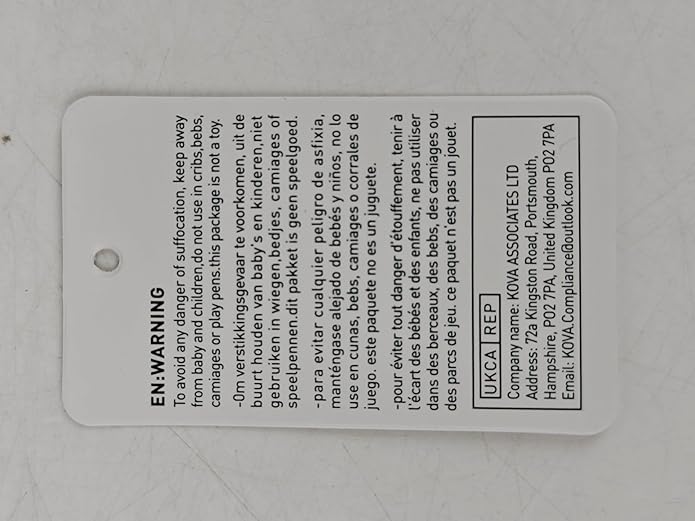 EN:WARNING
To avoid any danger of suffocation, keep away
from baby and children,do not use in cribs,bebs,
camiages or play pens.this package is not a toy.
-Om verstikkingsgevaar te voorkomen, uit de
buurt houden van baby's en kinderen,niet
gebruiken in wiegen,bedjes, camiages of
speelpennen.dit pakket is geen speelgoed.
-para evitar cualquier peligro de asfixia,
manténgase alejado de bebés y niños, no lo
use en cunas, bebs, camiages o corrales de
juego. este paquete no es un juguete.
-pour éviter tout danger d'étouffement, tenir à
l'écart des bébés et des enfants, ne pas utiliser
dans des berceaux, des bebs, des camiages ou
des parcs de jeu. ce paquet n'est pas un jouet.
UKCA REP
Company name: KOVA ASSOCIATES LTD
Address: 72a Kingston Road, Portsmouth,
Hampshire, PO2 7PA, United Kingdom PO2 7PA
Email: KOVA.Compliance@outlook.com